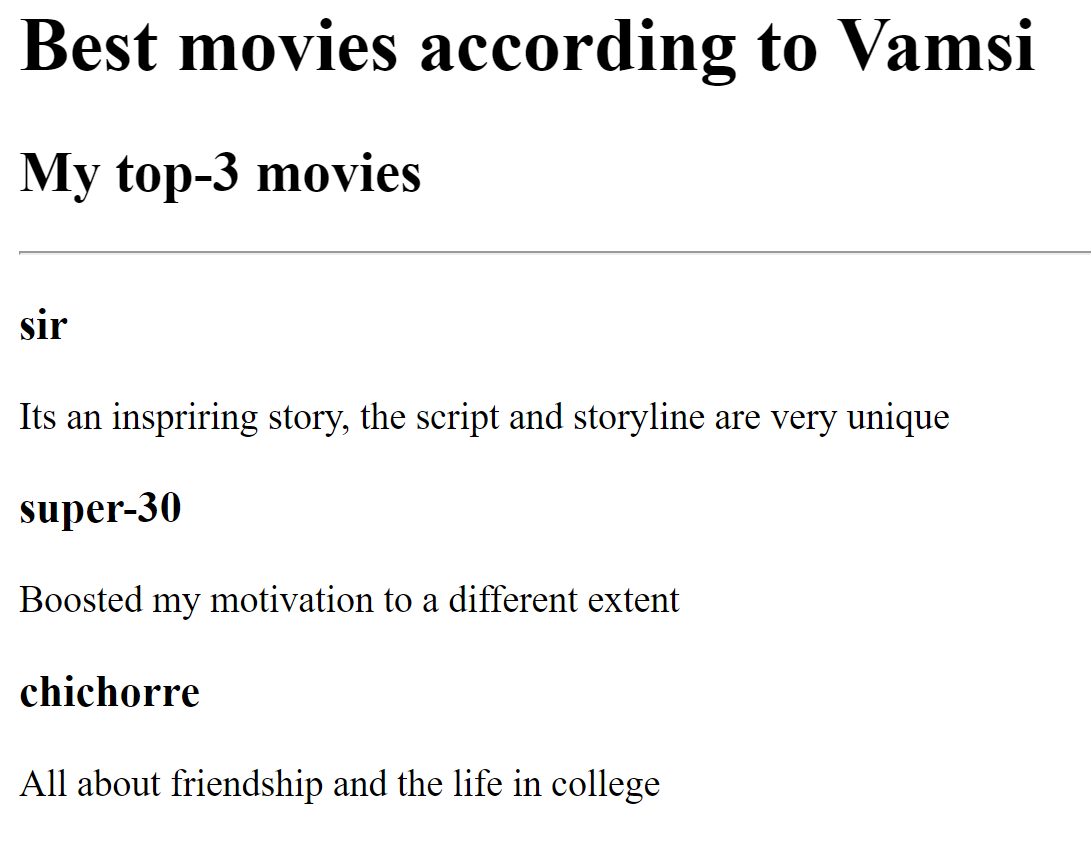 Best movies according to Vamsi
My top-3 movies
sir
Its an inspriring story, the script and storyline are very unique
super-30
Boosted my motivation to a different extent
chichorre
All about friendship and the life in college